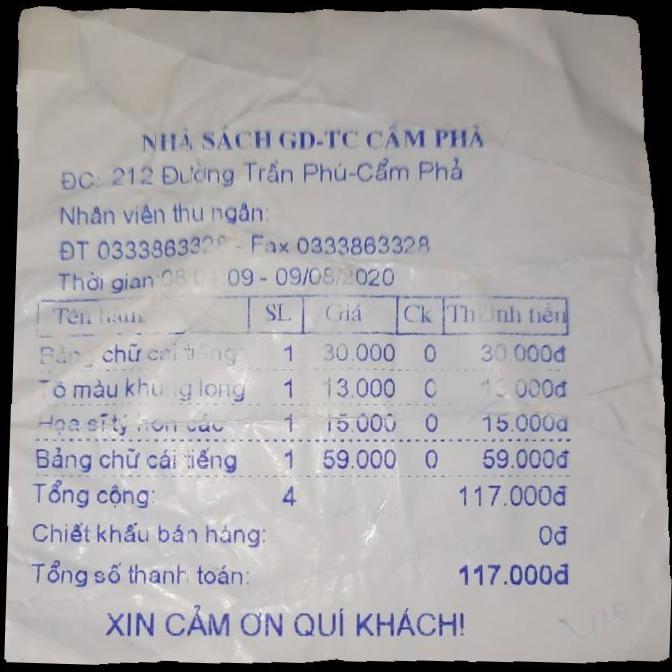 NHÀ SÁCH GD-TC CẨM PHẢ
ĐC: 212 Đường Trần Phú-Cẩm Phả
Nhân viên thu ngân:
ĐT 0333863328 - Fax 0333863328
Thời gian 09 - 09/08/2020
Tên hàng SL Giá Ck Thành tiền
Bảng chữ cái tiếng 1 30.000 0 30.000đ
Tô màu khủng long 1 13.000 0 13.000đ
Họa sĩ tý hon các 1 15.000 0 15.000đ
Bảng chữ cái tiếng 1 59.000 0 59.000đ
Tổng cộng: 4 117.000đ
Chiết khấu bán hàng: 0đ
Tổng số thanh toán: 117.000đ
XIN CẢM ƠN QUÍ KHÁCH!